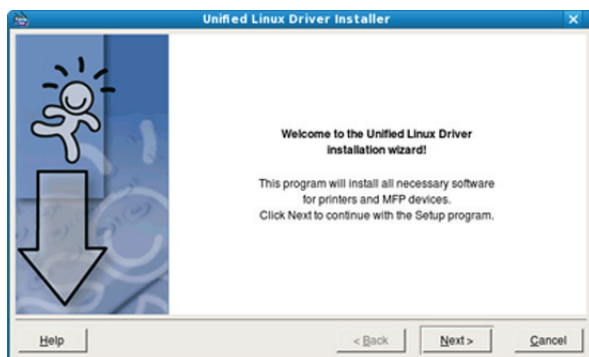 Unified Linux Driver Installer
Welcome to the Unified Linux Driver
installation wizard!
This program will install all necessary software
for printers and MFP devices.
Click Next to continue with the Setup program.
Help
< Back
Next >
Cancel